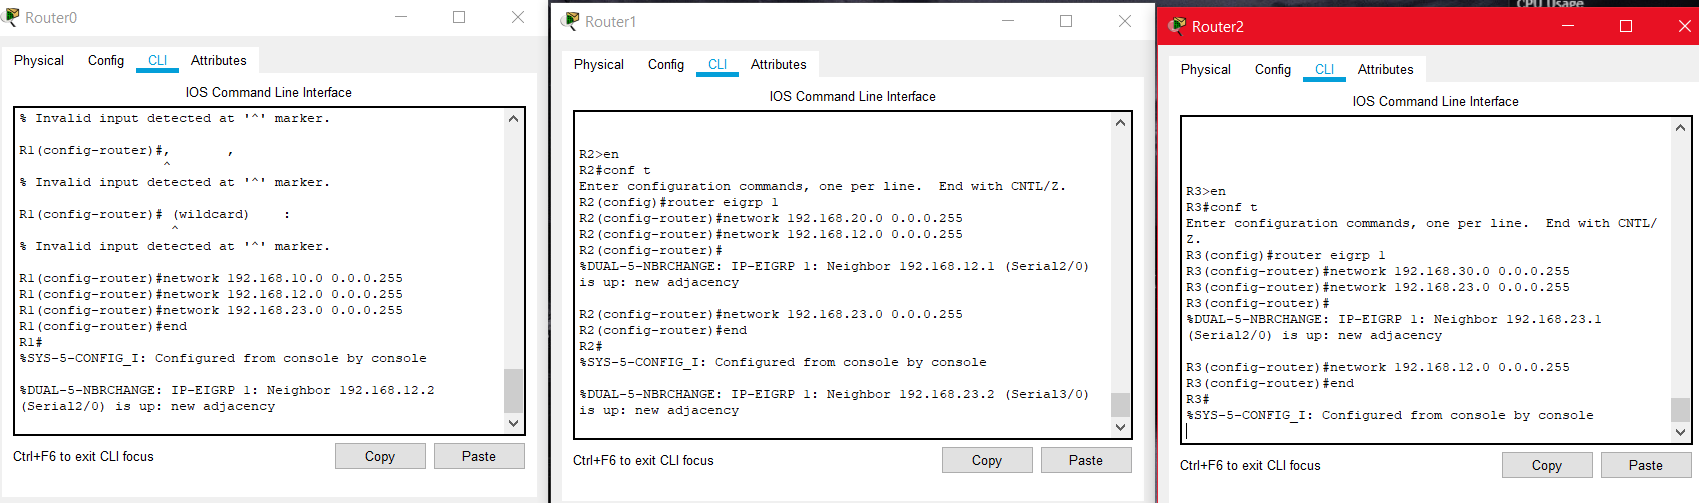 CPU Usage
Router0
Physical Config CLI Attributes
IOS Command Line Interface
% Invalid input detected at '^' marker.
R1(config-router)#,       ,
^
% Invalid input detected at '^' marker.
R1(config-router)# (wildcard)    :
^
% Invalid input detected at '^' marker.
R1(config-router)#network 192.168.10.0 0.0.0.255
R1(config-router)#network 192.168.12.0 0.0.0.255
R1(config-router)#network 192.168.23.0 0.0.0.255
R1(config-router)#end
R1#
%SYS-5-CONFIG_I: Configured from console by console
%DUAL-5-NBRCHANGE: IP-EIGRP 1: Neighbor 192.168.12.2
(Serial2/0) is up: new adjacency
Ctrl+F6 to exit CLI focus
Copy Paste
Router1
Physical Config CLI Attributes
IOS Command Line Interface
R2>en
R2#conf t
Enter configuration commands, one per line.  End with CNTL/Z.
R2(config)#router eigrp 1
R2(config-router)#network 192.168.20.0 0.0.0.255
R2(config-router)#network 192.168.12.0 0.0.0.255
R2(config-router)#
%DUAL-5-NBRCHANGE: IP-EIGRP 1: Neighbor 192.168.12.1 (Serial2/0)
is up: new adjacency
R2(config-router)#network 192.168.23.0 0.0.0.255
R2(config-router)#end
R2#
%SYS-5-CONFIG_I: Configured from console by console
%DUAL-5-NBRCHANGE: IP-EIGRP 1: Neighbor 192.168.23.2 (Serial3/0)
is up: new adjacency
Ctrl+F6 to exit CLI focus
Copy Paste
Router2
Physical Config CLI Attributes
IOS Command Line Interface
R3>en
R3#conf t
Enter configuration commands, one per line.  End with CNTL/
Z.
R3(config)#router eigrp 1
R3(config-router)#network 192.168.30.0 0.0.0.255
R3(config-router)#network 192.168.23.0 0.0.0.255
R3(config-router)#
%DUAL-5-NBRCHANGE: IP-EIGRP 1: Neighbor 192.168.23.1
(Serial2/0) is up: new adjacency
R3(config-router)#network 192.168.12.0 0.0.0.255
R3(config-router)#end
R3#
%SYS-5-CONFIG_I: Configured from console by console
Ctrl+F6 to exit CLI focus
Copy Paste